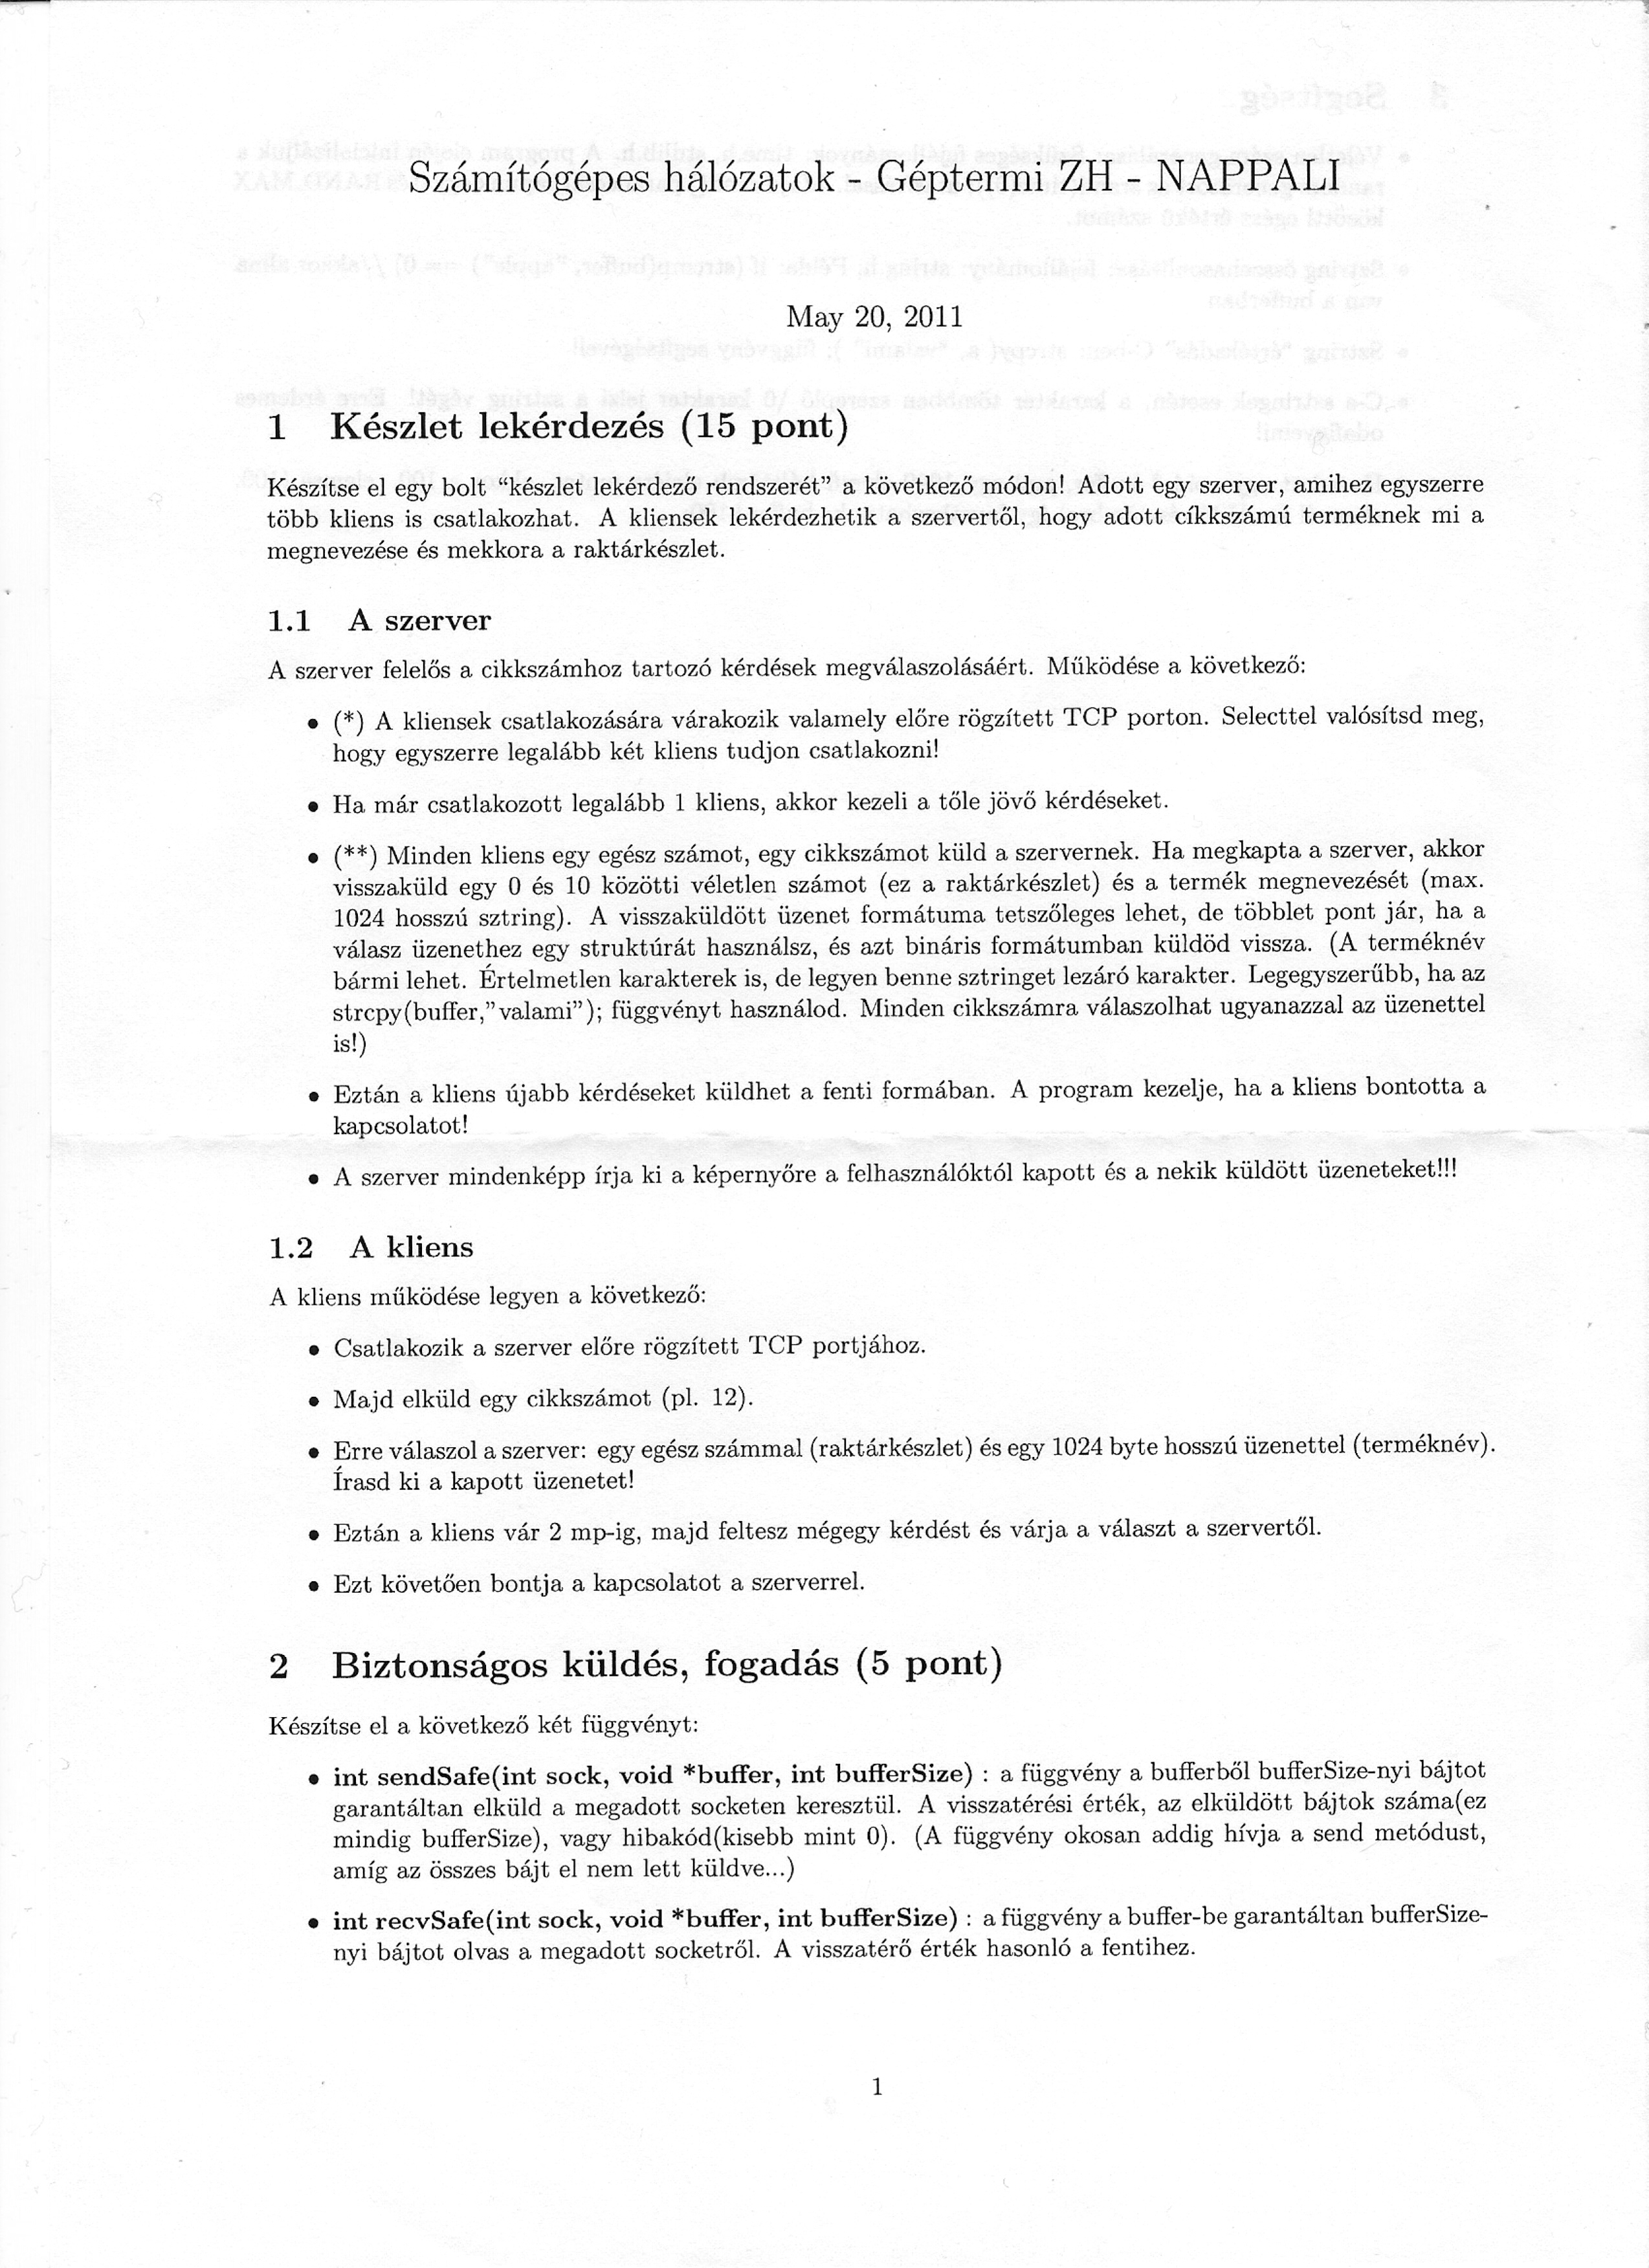 Számítógépes hálózatok - Géptermi ZH - NAPPALI
May 20, 2011
1 Készlet lekérdezés (15 pont)
Készítse el egy bolt “készlet lekérdező rendszerét” a következő módon! Adott egy szerver, amihez egyszerre
több kliens is csatlakozhat. A kliensek lekérdezhetik a szervertől, hogy adott cíkkszámú terméknek mi a
megnevezése és mekkora a raktárkészlet.
1.1 A szerver
A szerver felelős a cikkszámhoz tartozó kérdések megválaszolásáért. Működése a következő:
• (*) A kliensek csatlakozására várakozik valamely előre rögzített TCP porton. Selecttel valósítsd meg,
hogy egyszerre legalább két kliens tudjon csatlakozni!
• Ha már csatlakozott legalább 1 kliens, akkor kezeli a tőle jövő kérdéseket.
• (**) Minden kliens egy egész számot, egy cikkszámot küld a szervernek. Ha megkapta a szerver, akkor
visszaküld egy 0 és 10 közötti véletlen számot (ez a raktárkészlet) és a termék megnevezését (max.
1024 hosszú sztring). A visszaküldött üzenet formátuma tetszőleges lehet, de többlet pont jár, ha a
válasz üzenethez egy struktúrát használsz, és azt bináris formátumban küldöd vissza. (A terméknév
bármi lehet. Értelmetlen karakterek is, de legyen benne sztringet lezáró karakter. Legegyszerűbb, ha az
strcpy(buffer,”valami”); függvényt használod. Minden cikkszámra válaszolhat ugyanazzal az üzenettel
is!)
• Eztán a kliens újabb kérdéseket küldhet a fenti formában. A program kezelje, ha a kliens bontotta a
kapcsolatot!
• A szerver mindenképp írja ki a képernyőre a felhasználóktól kapott és a nekik küldött üzeneteket!!!
1.2 A kliens
A kliens működése legyen a következő:
• Csatlakozik a szerver előre rögzített TCP portjához.
• Majd elküld egy cikkszámot (pl. 12).
• Erre válaszol a szerver: egy egész számmal (raktárkészlet) és egy 1024 byte hosszú üzenettel (terméknév).
Írasd ki a kapott üzenetet!
• Eztán a kliens vár 2 mp-ig, majd feltesz mégegy kérdést és várja a választ a szervertől.
• Ezt követően bontja a kapcsolatot a szerverrel.
2 Biztonságos küldés, fogadás (5 pont)
Készítse el a következő két függvényt:
• int sendSafe(int sock, void *buffer, int bufferSize) : a függvény a bufferből bufferSize-nyi bájtot
garantáltan elküld a megadott socketen keresztül. A visszatérési érték, az elküldött bájtok száma(ez
mindig bufferSize), vagy hibakód(kisebb mint 0). (A függvény okosan addig hívja a send metódust,
amíg az összes bájt el nem lett küldve...)
• int recvSafe(int sock, void *buffer, int bufferSize) : a függvény a buffer-be garantáltan bufferSize-
nyi bájtot olvas a megadott socketről. A visszatérő érték hasonló a fentihez.
1